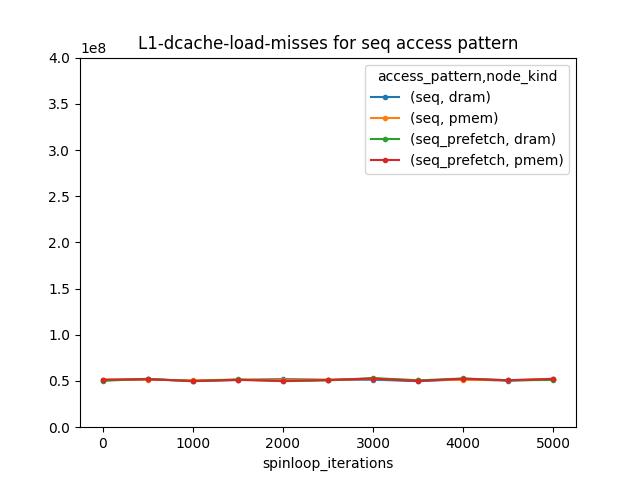 L1-dcache-load-misses for seq access pattern
1e8
access_pattern,node_kind
(seq, dram)
(seq, pmem)
(seq_prefetch, dram)
(seq_prefetch, pmem)
4.0
3.5
3.0
2.5
2.0
1.5
1.0
0.5
0.0
0 1000 2000 3000 4000 5000
spinloop_iterations